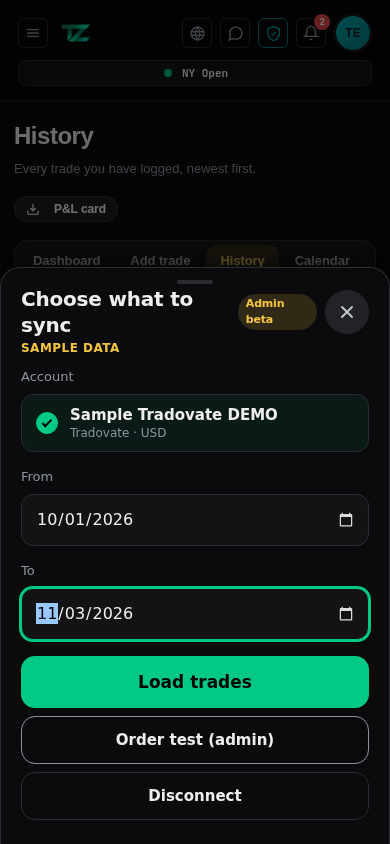 TZ
2
TE
NY Open
History
Every trade you have logged, newest first.
P&L card
Dashboard
Add trade
History
Calendar
Choose what to
sync
Admin
beta
SAMPLE DATA
Account
Sample Tradovate DEMO
Tradovate · USD
From
10/01/2026
To
11/03/2026
Load trades
Order test (admin)
Disconnect